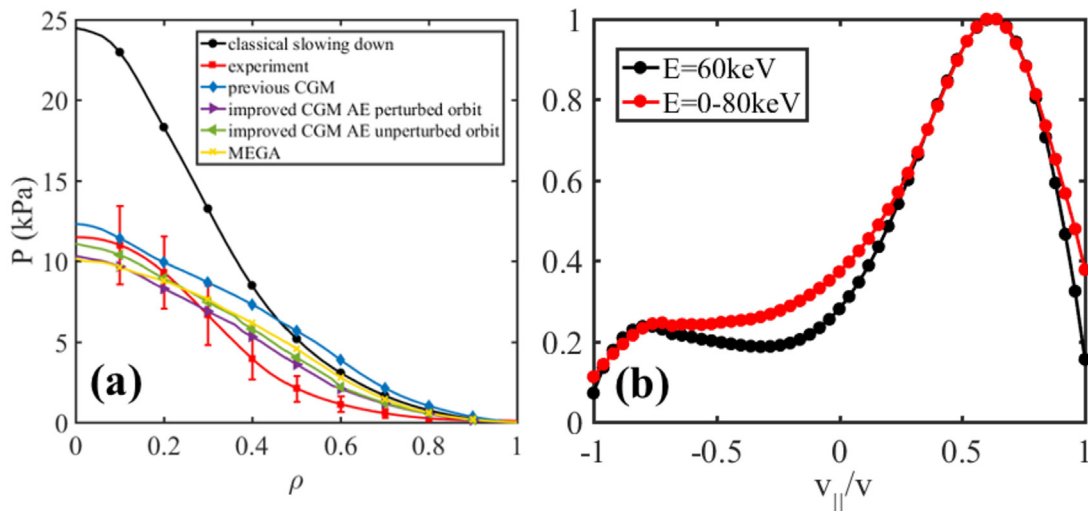 25
20
15
10
5
0
P (kPa)
classical slowing down
experiment
previous CGM
improved CGM AE perturbed orbit
improved CGM AE unperturbed orbit
MEGA
(a)
0 0.2 0.4 0.6 0.8 1
ρ
1
0.8
0.6
0.4
0.2
0
E=60keV
E=0-80keV
(b)
-1 -0.5 0 0.5 1
v||/v